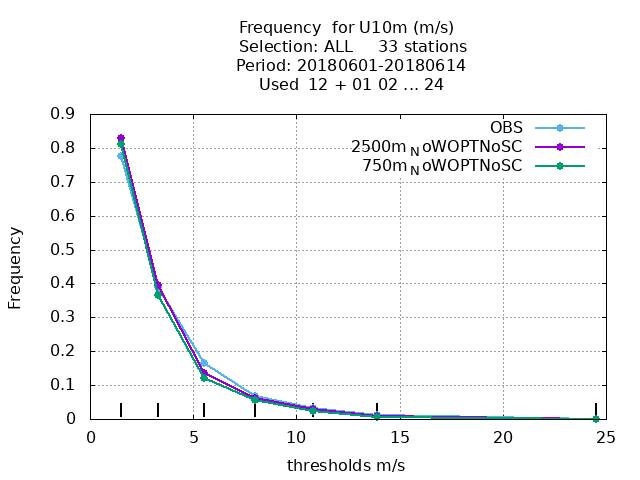 Frequency  for U10m (m/s)
Selection: ALL     33 stations
Period: 20180601-20180614
Used  12 + 01 02 ... 24
OBS
2500m_NoWOPTNoSC
750m_NoWOPTNoSC
0.9
0.8
0.7
0.6
0.5
0.4
0.3
0.2
0.1
0
Frequency
0 5 10 15 20 25
thresholds m/s